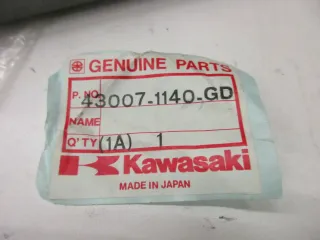 GENUINE PARTS
P. NO. 43007-1140-GD
NAME
Q'TY (1A) 1
Kawasaki
MADE IN JAPAN